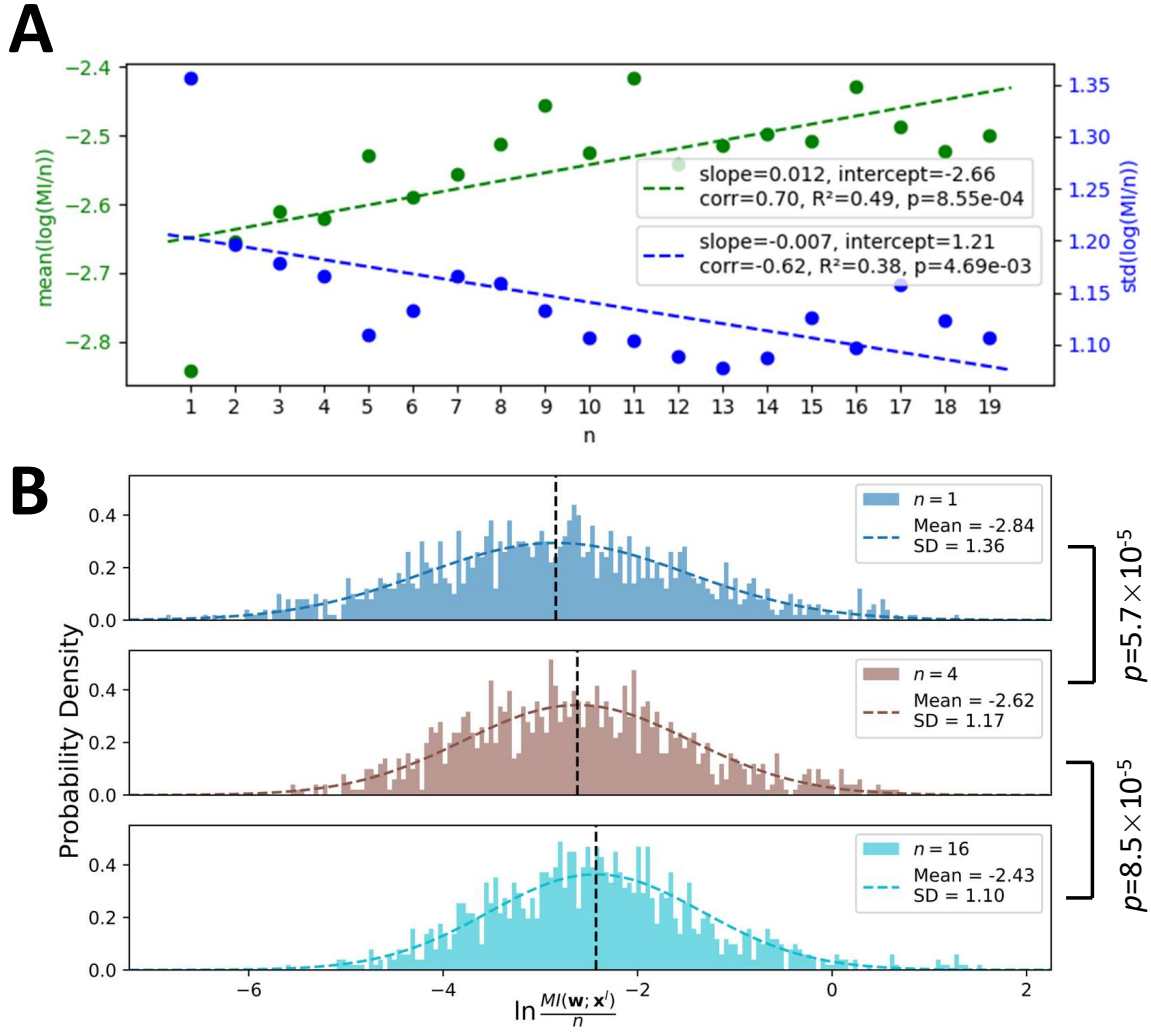 A
−2.4
−2.5
−2.6
−2.7
−2.8
mean(log(MI/n))
1.35
1.30
1.25
1.20
1.15
1.10
std(log(MI/n))
slope=0.012, intercept=-2.66
corr=0.70, R²=0.49, p=8.55e-04
slope=-0.007, intercept=1.21
corr=-0.62, R²=0.38, p=4.69e-03
1 2 3 4 5 6 7 8 9 10 11 12 13 14 15 16 17 18 19
n
B
Probability Density
0.4
0.2
0.0
n = 1
Mean = -2.84
SD = 1.36
p=5.7×10⁻⁵
0.4
0.2
0.0
n = 4
Mean = -2.62
SD = 1.17
p=8.5×10⁻⁵
0.4
0.2
0.0
n = 16
Mean = -2.43
SD = 1.10
−6 −4 −2 0 2
ln MI(w; xˡ)/n